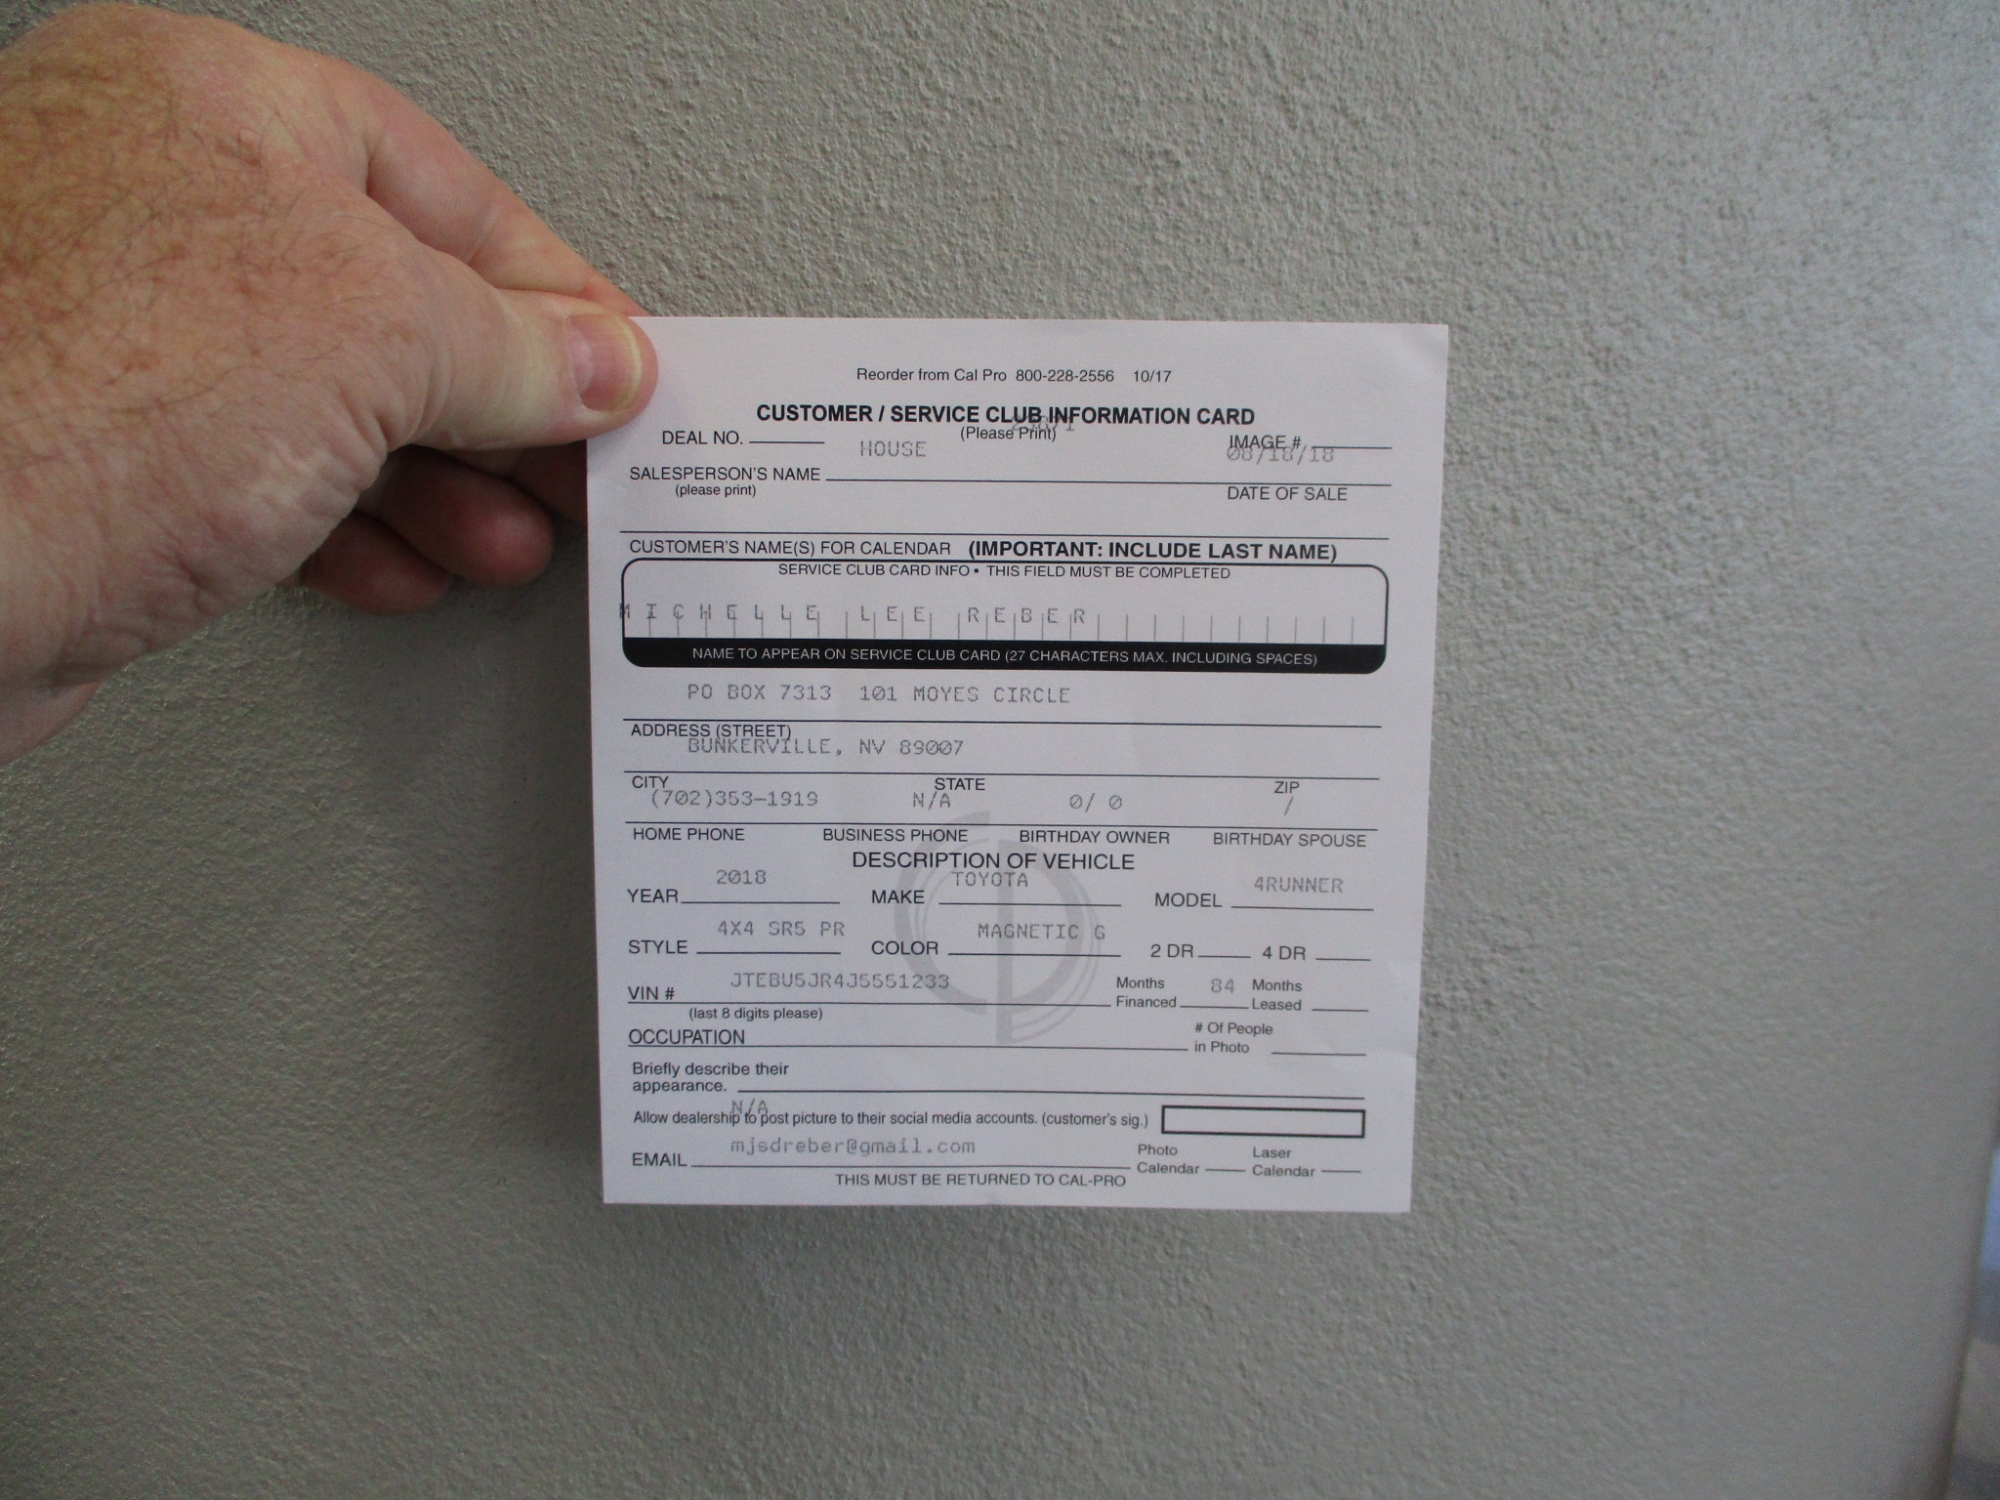 Reorder from Cal Pro 800-228-2556 10/17
CUSTOMER / SERVICE CLUB INFORMATION CARD
(Please Print)
DEAL NO. IMAGE #
HOUSE 08/18/18
SALESPERSON'S NAME
(please print) DATE OF SALE
CUSTOMER'S NAME(S) FOR CALENDAR (IMPORTANT: INCLUDE LAST NAME)
SERVICE CLUB CARD INFO • THIS FIELD MUST BE COMPLETED
MICHELLE LEE REBER
NAME TO APPEAR ON SERVICE CLUB CARD (27 CHARACTERS MAX. INCLUDING SPACES)
PO BOX 7313 101 MOYES CIRCLE
ADDRESS (STREET)
BUNKERVILLE, NV 89007
CITY STATE ZIP
(702)353-1919 N/A 0/ 0 /
HOME PHONE BUSINESS PHONE BIRTHDAY OWNER BIRTHDAY SPOUSE
DESCRIPTION OF VEHICLE
2018 TOYOTA 4RUNNER
YEAR MAKE MODEL
4X4 SR5 PR MAGNETIC G
STYLE COLOR 2 DR 4 DR
JTEBU5JR4J5551233 Months 84 Months
VIN # Financed Leased
(last 8 digits please)
OCCUPATION # Of People
in Photo
Briefly describe their
appearance.
N/A
Allow dealership to post picture to their social media accounts. (customer's sig.)
mjsdreber@gmail.com Photo Laser
EMAIL Calendar Calendar
THIS MUST BE RETURNED TO CAL-PRO